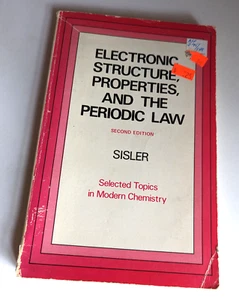 ELECTRONIC
STRUCTURE,
PROPERTIES,
AND THE
PERIODIC LAW
SECOND EDITION
SISLER
Selected Topics
in Modern Chemistry